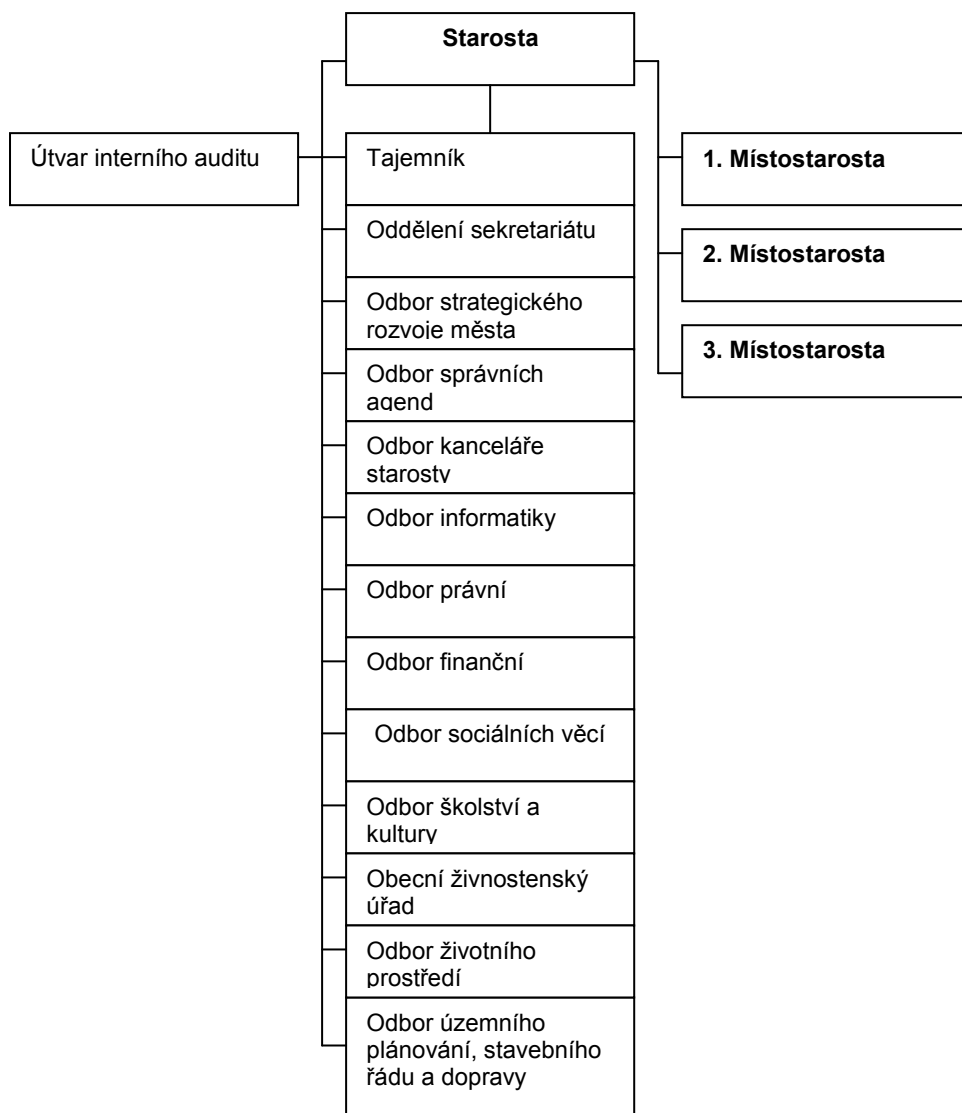 Starosta
Útvar interního auditu
Tajemník
1. Místostarosta
Oddělení sekretariátu
2. Místostarosta
Odbor strategického
rozvoje města
3. Místostarosta
Odbor správních
agend
Odbor kanceláře
starosty
Odbor informatiky
Odbor právní
Odbor finanční
Odbor sociálních věcí
Odbor školství a
kultury
Obecní živnostenský
úřad
Odbor životního
prostředí
Odbor územního
plánování, stavebního
řádu a dopravy